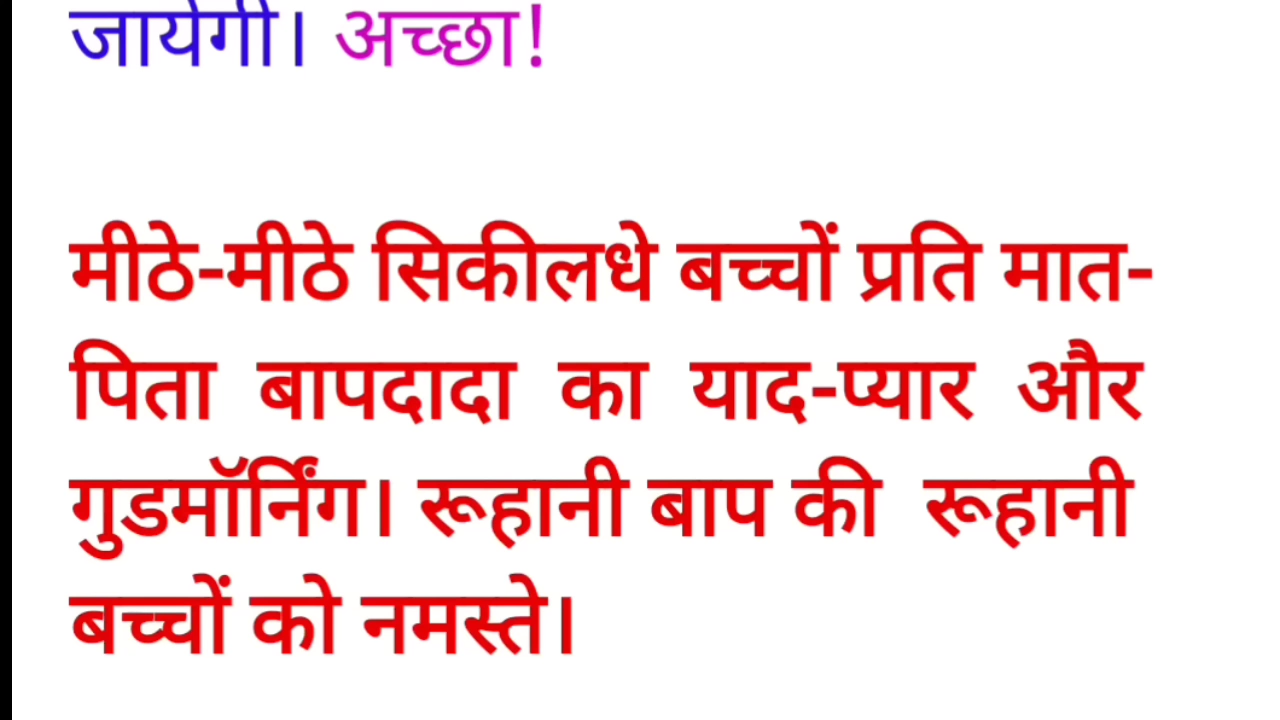 जायेगी। अच्छा!
मीठे-मीठे सिकीलधे बच्चों प्रति मात-
पिता बापदादा का याद-प्यार और
गुडमॉर्निंग। रूहानी बाप की रूहानी
बच्चों को नमस्ते।